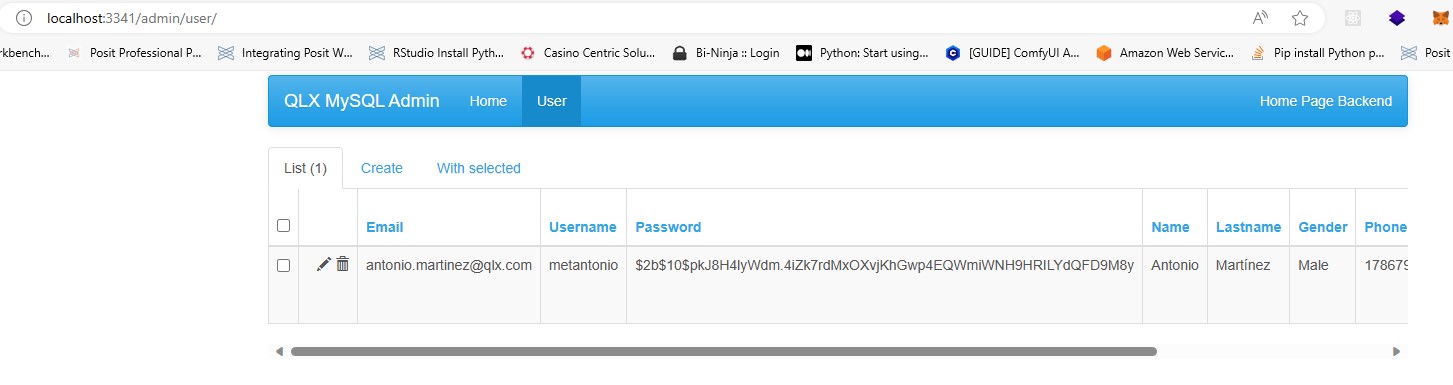 localhost:3341/admin/user/
rkbench... Posit Professional P... Integrating Posit W... RStudio Install Pyth... Casino Centric Solu... Bi-Ninja :: Login Python: Start using... [GUIDE] ComfyUI A... Amazon Web Servic... Pip install Python p... Posit
QLX MySQL Admin Home User Home Page Backend
List (1) Create With selected
Email Username Password Name Lastname Gender Phone
antonio.martinez@qlx.com metantonio $2b$10$pkJ8H4lyWdm.4iZk7rdMxOXvjKhGwp4EQWmiWNH9HRILYdQFD9M8y Antonio Martínez Male 178679